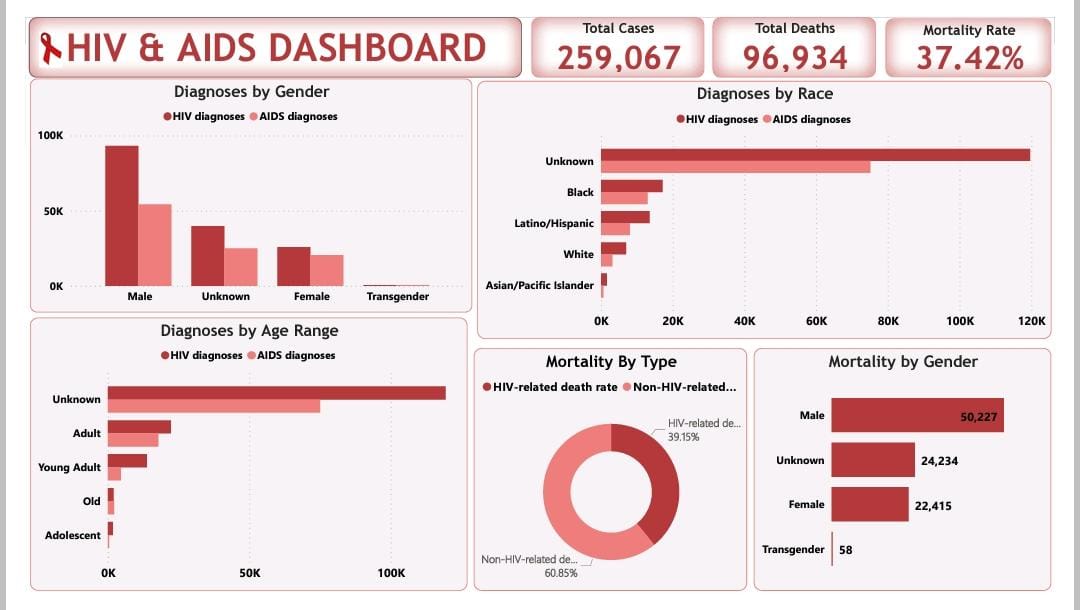 HIV & AIDS DASHBOARD
Total Cases
259,067
Total Deaths
96,934
Mortality Rate
37.42%
Diagnoses by Gender
HIV diagnoses AIDS diagnoses
100K
50K
0K
Male Unknown Female Transgender
Diagnoses by Race
HIV diagnoses AIDS diagnoses
Unknown
Black
Latino/Hispanic
White
Asian/Pacific Islander
0K 20K 40K 60K 80K 100K 120K
Diagnoses by Age Range
HIV diagnoses AIDS diagnoses
Unknown
Adult
Young Adult
Old
Adolescent
0K 50K 100K
Mortality By Type
HIV-related death rate Non-HIV-related...
HIV-related de...
39.15%
Non-HIV-related de...
60.85%
Mortality by Gender
Male 50,227
Unknown 24,234
Female 22,415
Transgender 58